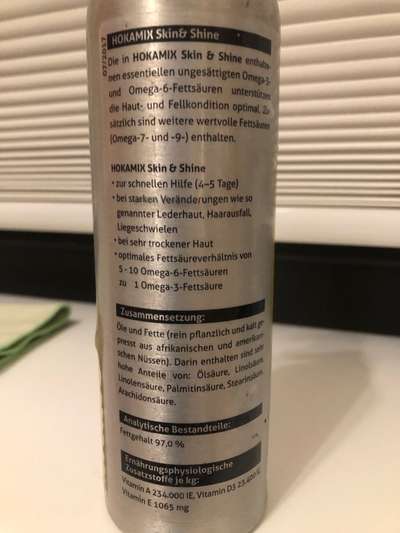 07/2017
HOKAMIX Skin& Shine
Die in HOKAMIX Skin & Shine enthalte-
nen essentiellen ungesättigten Omega-3-
und Omega-6-Fettsäuren unterstützen
die Haut- und Fellkondition optimal. Zu-
sätzlich sind weitere wertvolle Fettsäuren
(Omega-7- und -9-) enthalten.
HOKAMIX Skin & Shine
• zur schnellen Hilfe (4–5 Tage)
• bei starken Veränderungen wie so
genannter Lederhaut, Haarausfall,
Liegeschwielen
• bei sehr trockener Haut
• optimales Fettsäureverhältnis von
5 - 10 Omega-6-Fettsäuren
zu 1 Omega-3-Fettsäure
Zusammensetzung:
Öle und Fette (rein pflanzlich und kalt ge-
presst aus afrikanischen und amerikani-
schen Nüssen). Darin enthalten sind sehr
hohe Anteile von: Ölsäure, Linolsäure,
Linolensäure, Palmitinsäure, Stearinsäure,
Arachidonsäure.
Analytische Bestandteile:
Fettgehalt 97,0 %
Ernährungsphysiologische
Zusatzstoffe je kg:
Vitamin A 234.000 IE, Vitamin D3 23.400 IE,
Vitamin E 1065 mg